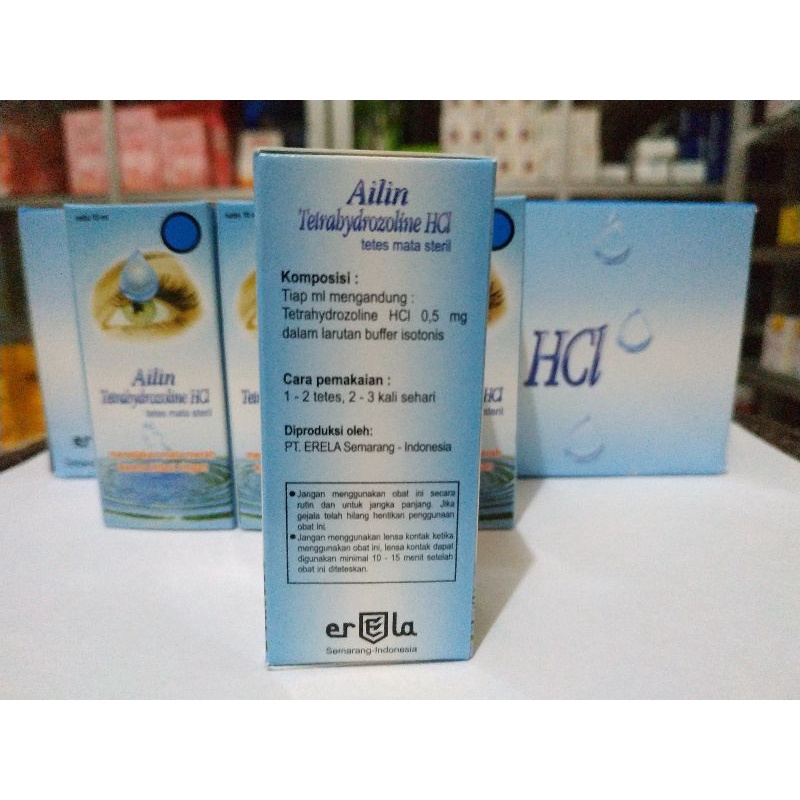 Ailin
Tetrahydrozoline HCl
tetes mata steril
Komposisi :
Tiap ml mengandung :
Tetrahydrozoline HCl 0,5 mg
dalam larutan buffer isotonis
Cara pemakaian :
1 - 2 tetes, 2 - 3 kali sehari
Diproduksi oleh:
PT. ERELA Semarang - Indonesia
Jangan menggunakan obat ini secara
rutin dan untuk jangka panjang. Jika
gejala telah hilang hentikan penggunaan
obat ini.
Jangan menggunakan lensa kontak ketika
menggunakan obat ini, lensa kontak dapat
digunakan minimal 10 - 15 menit setelah
obat ini diteteskan.
erEla
Semarang-Indonesia
Ailin
Tetrahydrozoline HCl
tetes mata steril
er
HCl
steril
HCl